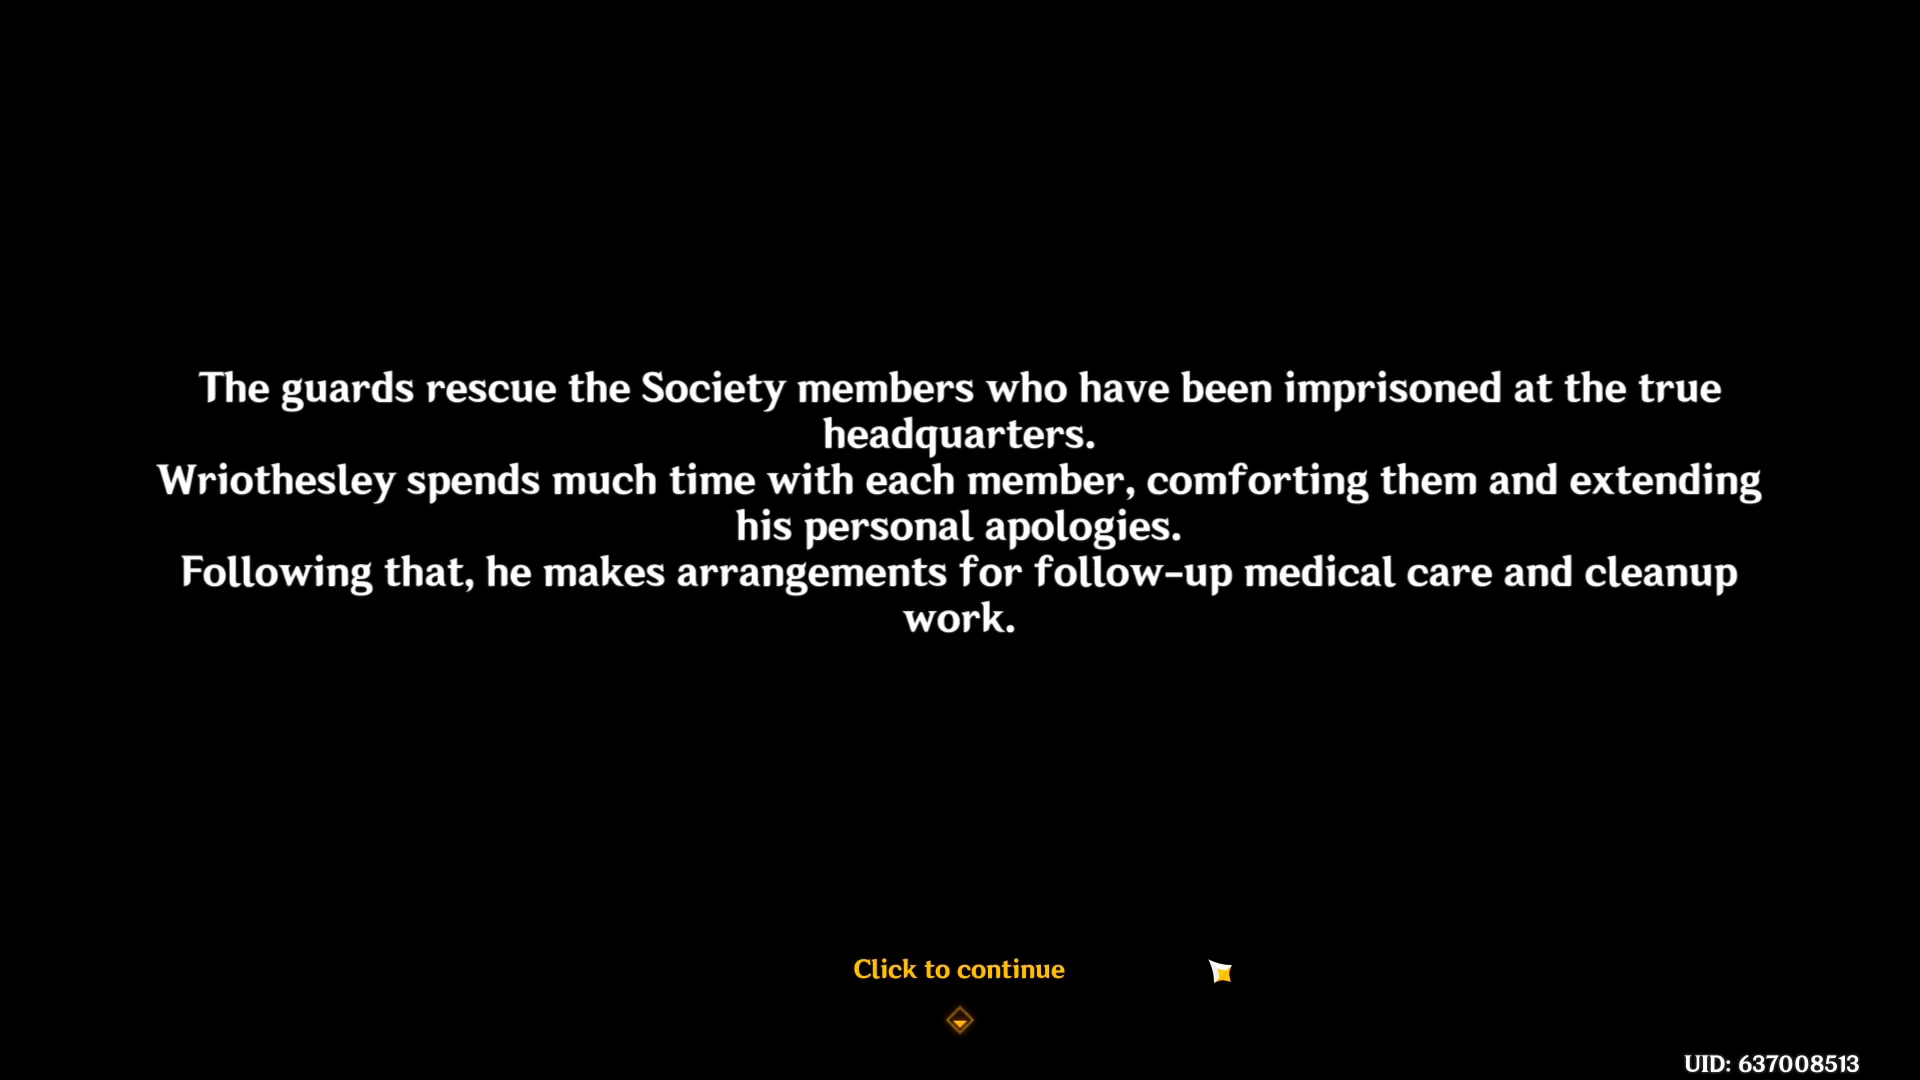 The guards rescue the Society members who have been imprisoned at the true
headquarters.
Wriothesley spends much time with each member, comforting them and extending
his personal apologies.
Following that, he makes arrangements for follow-up medical care and cleanup
work.
Click to continue
UID: 637008513